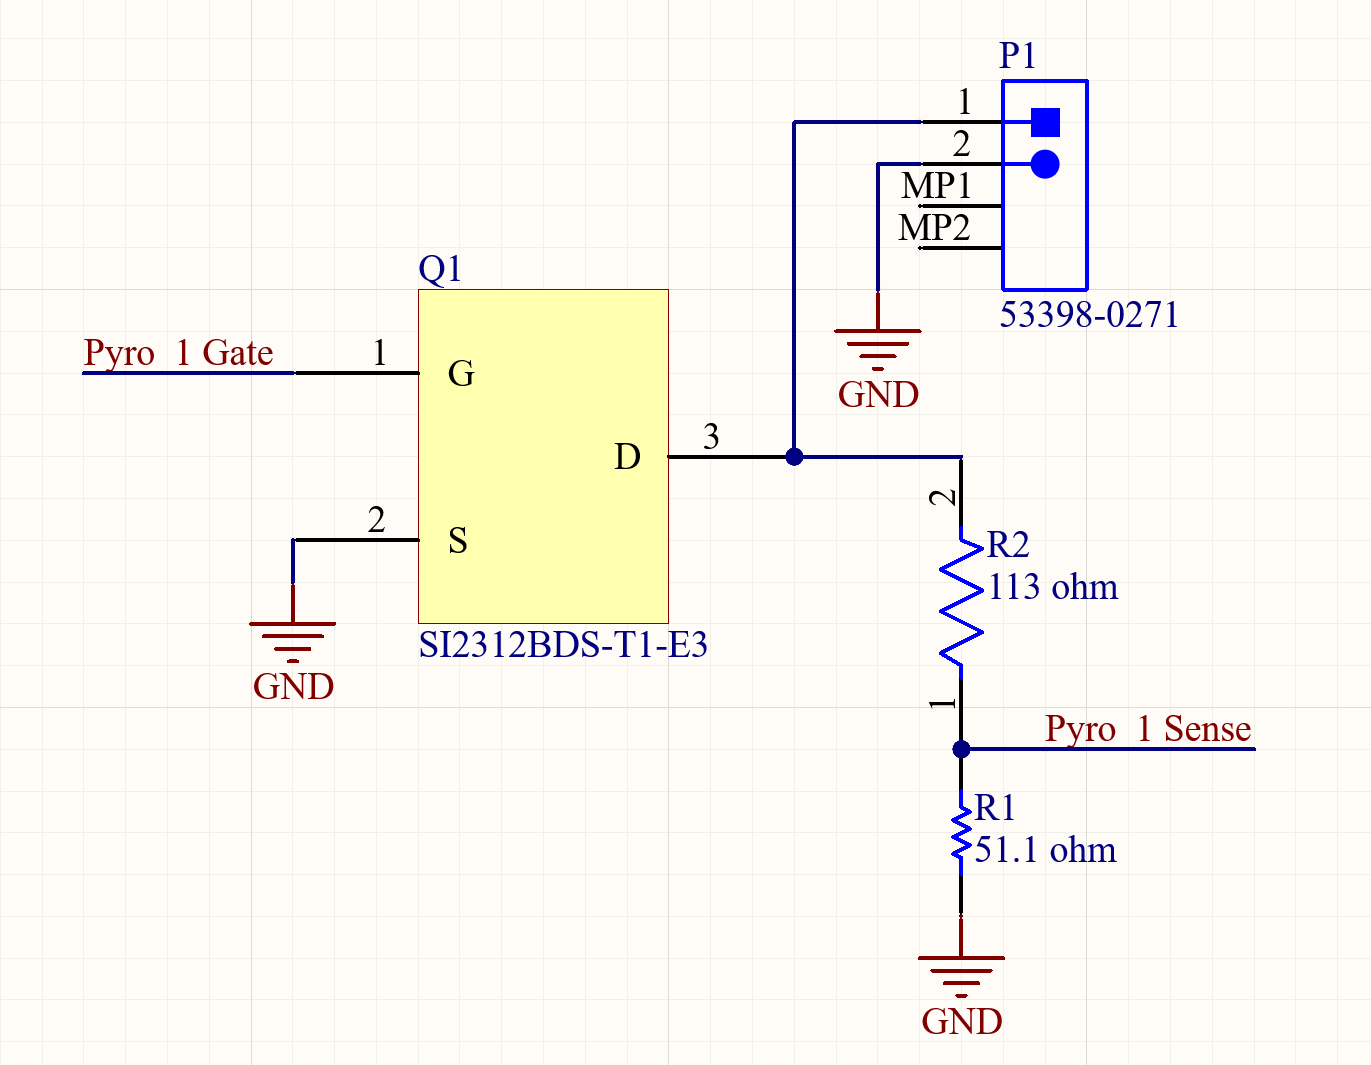 P1
1
2
MP1
MP2
53398-0271
GND
Q1
Pyro 1 Gate
1
G
D
3
2
S
SI2312BDS-T1-E3
GND
2
R2
113 ohm
1
Pyro 1 Sense
R1
51.1 ohm
GND